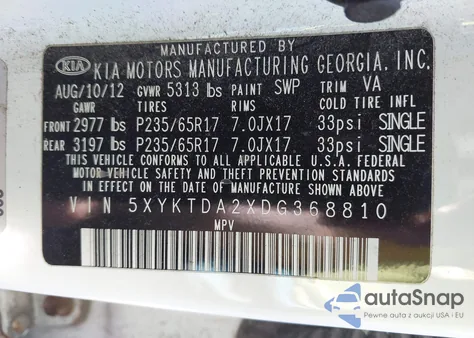 MANUFACTURED BY
KIA KIA MOTORS MANUFACTURING GEORGIA, INC.
AUG/10/12 GVWR 5313 lbs PAINT SWP TRIM VA
GAWR TIRES RIMS COLD TIRE INFL
FRONT 2977 lbs P235/65R17 7.0JX17 33psi SINGLE
REAR 3197 lbs P235/65R17 7.0JX17 33psi SINGLE
THIS VEHICLE CONFORMS TO ALL APPLICABLE U.S.A. FEDERAL
MOTOR VEHICLE SAFETY AND THEFT PREVENTION STANDARDS
IN EFFECT ON THE DATE OF MANUFACTURE SHOWN ABOVE
VIN 5XYKTDA2XDG368810
MPV
autaSnap
Pewne auta z aukcji USA i EU